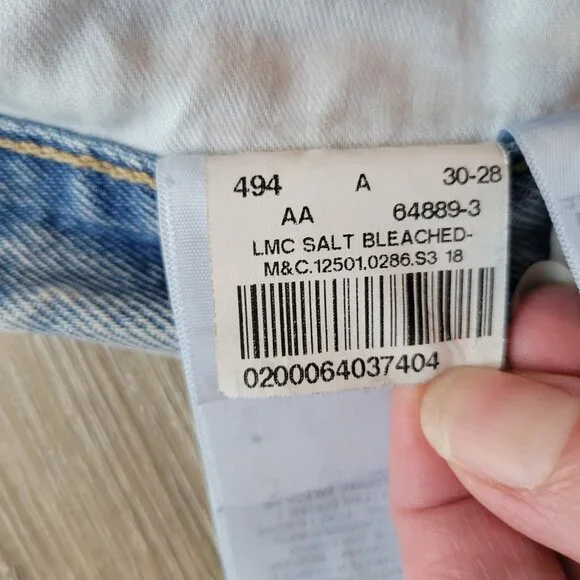 494 A 30-28
AA 64889-3
LMC SALT BLEACHED-
M&C.12501.0286.S3 18
0200064037404